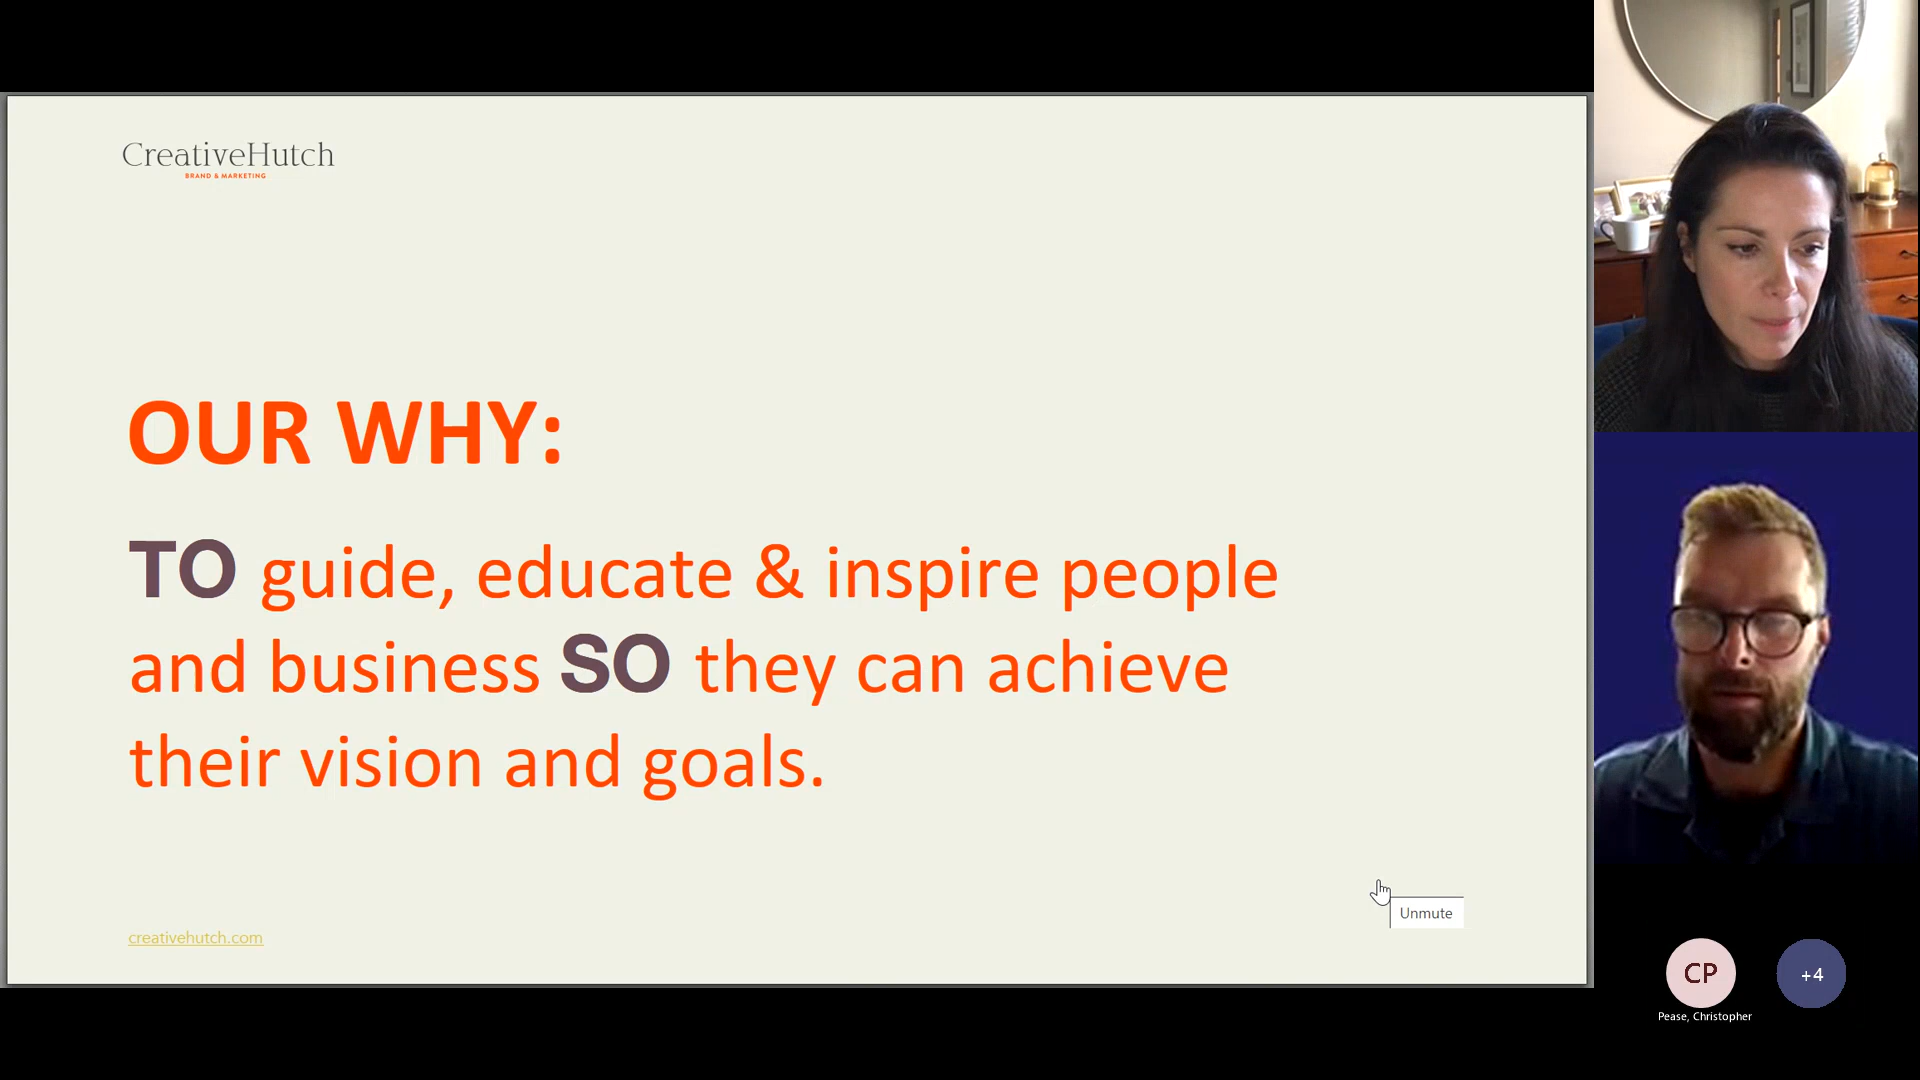 CreativeHutch
BRAND & MARKETING
OUR WHY:
TO guide, educate & inspire people
and business SO they can achieve
their vision and goals.
Unmute
creativehutch.com
CP
+4
Pease, Christopher